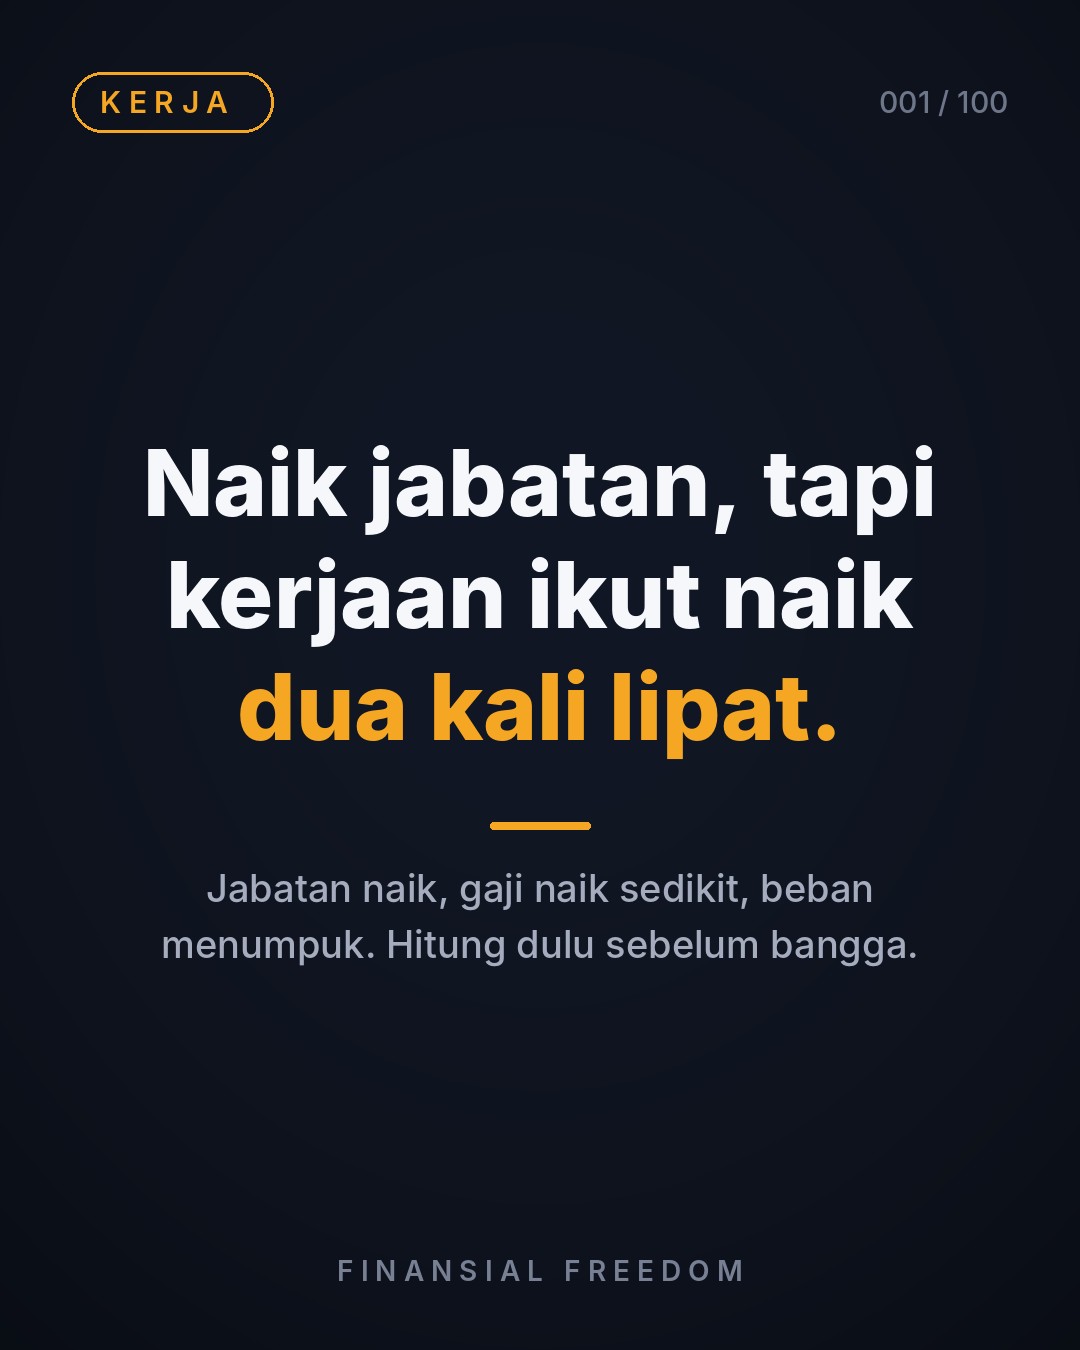 KERJA
001 / 100
Naik jabatan, tapi
kerjaan ikut naik
dua kali lipat.
Jabatan naik, gaji naik sedikit, beban
menumpuk. Hitung dulu sebelum bangga.
FINANSIAL FREEDOM